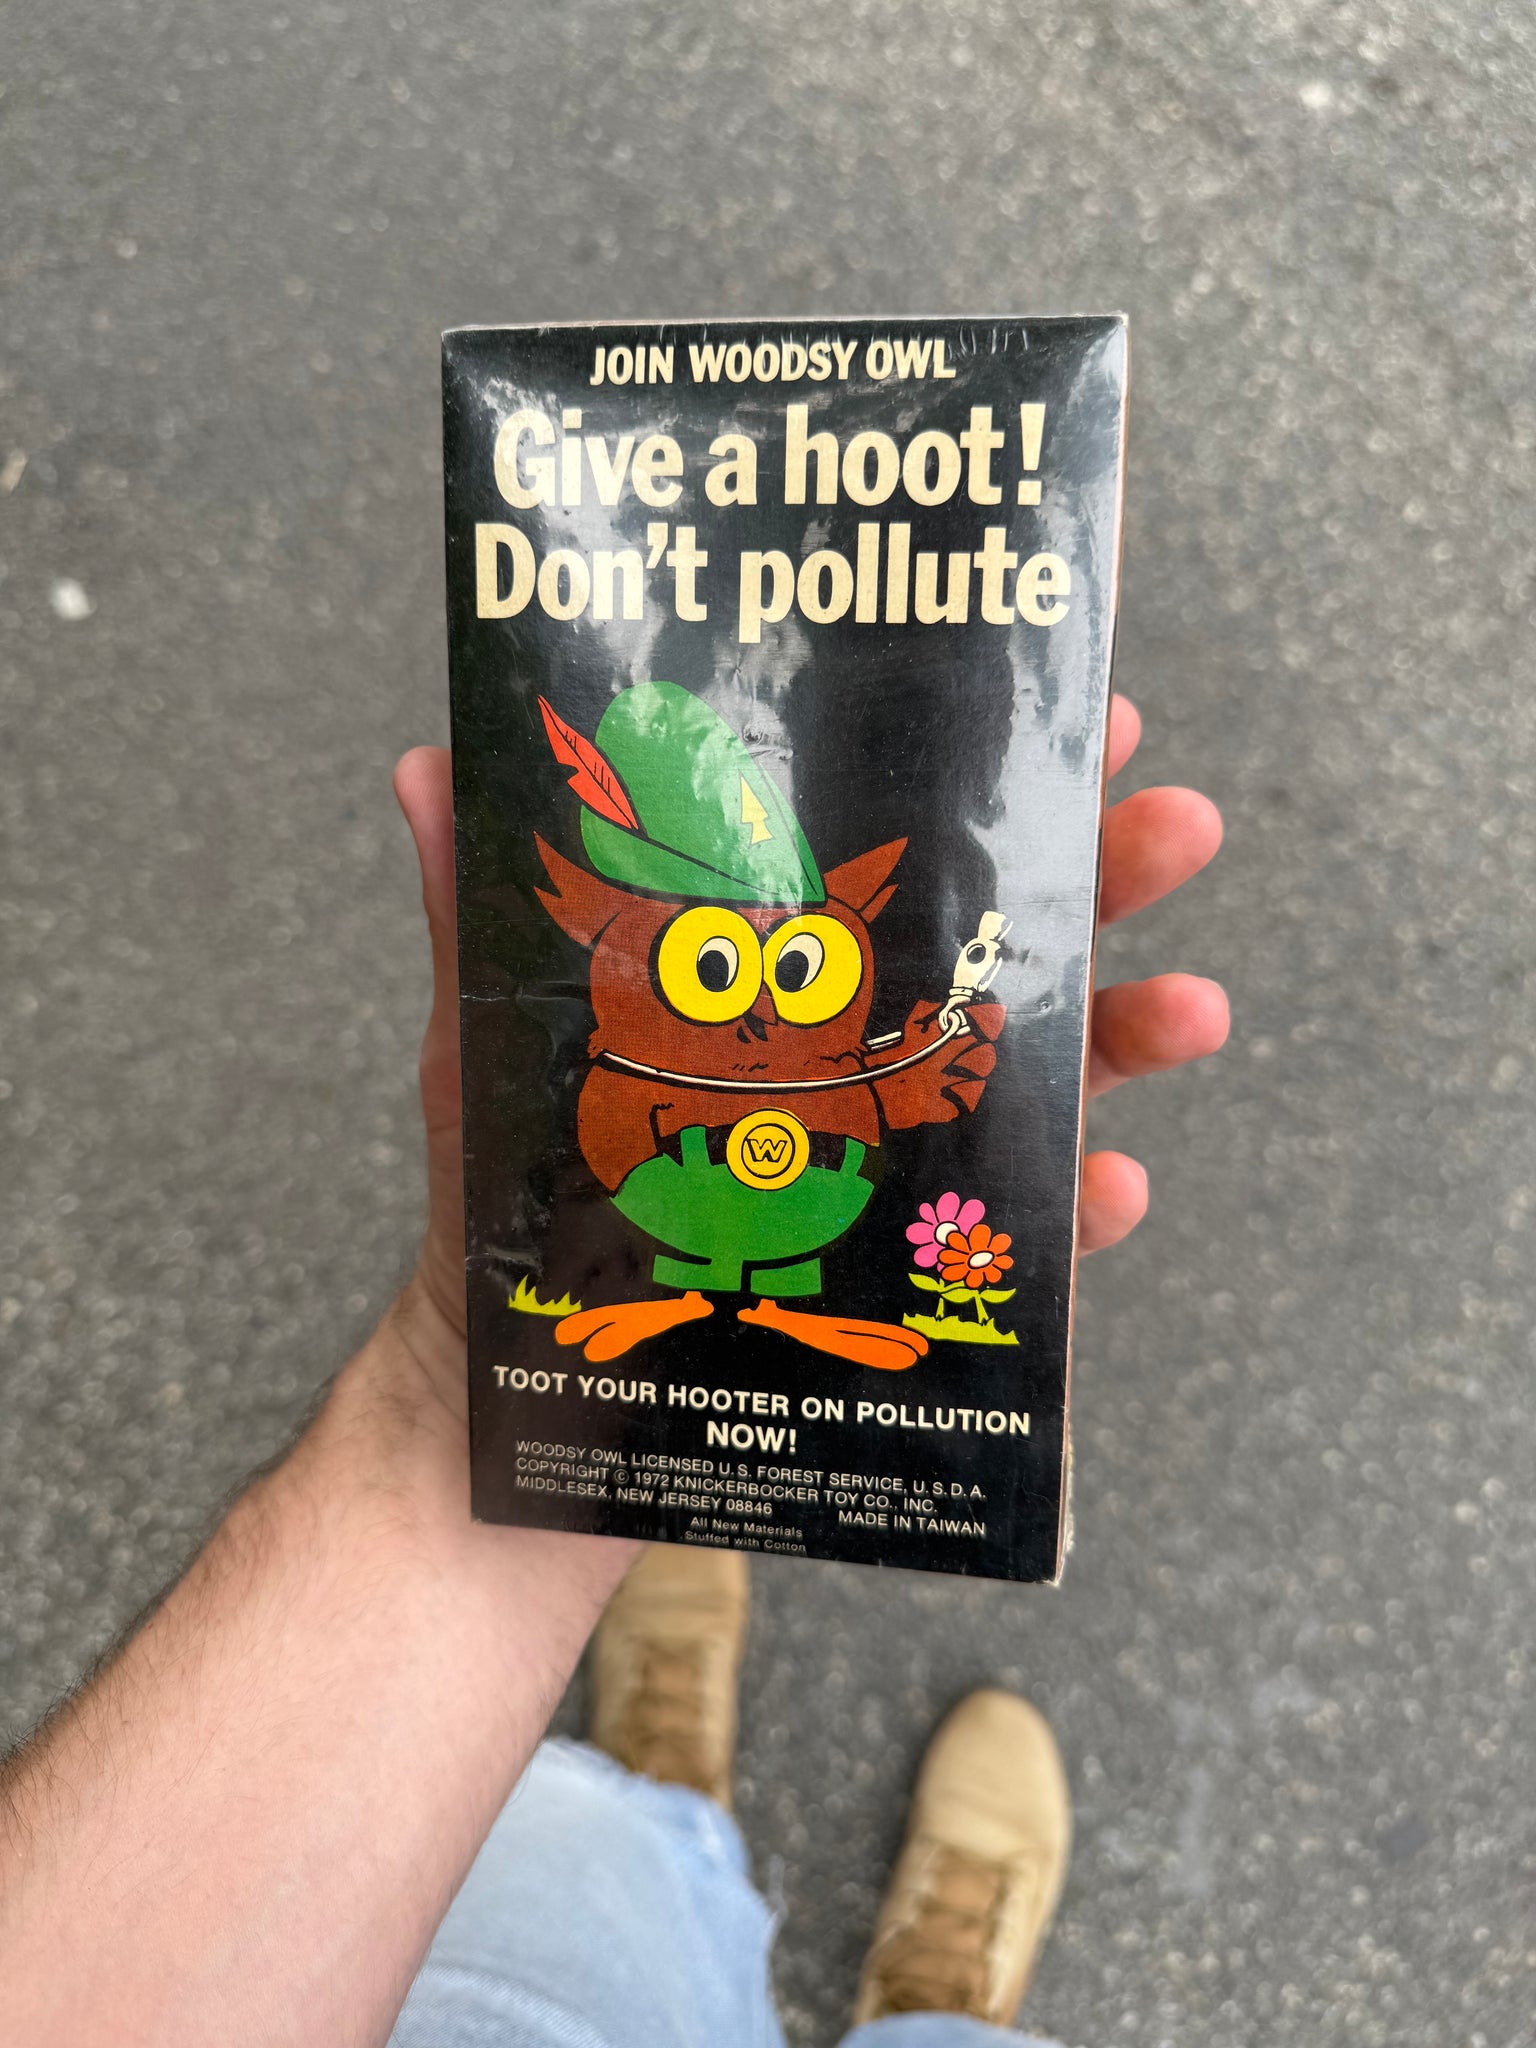 JOIN WOODSY OWL
Give a hoot!
Don't pollute
W
TOOT YOUR HOOTER ON POLLUTION
NOW!
WOODSY OWL LICENSED U. S. FOREST SERVICE, U. S. D. A.
COPYRIGHT © 1972 KNICKERBOCKER TOY CO., INC.
MIDDLESEX, NEW JERSEY 08846 MADE IN TAIWAN
All New Materials
Stuffed with Cotton